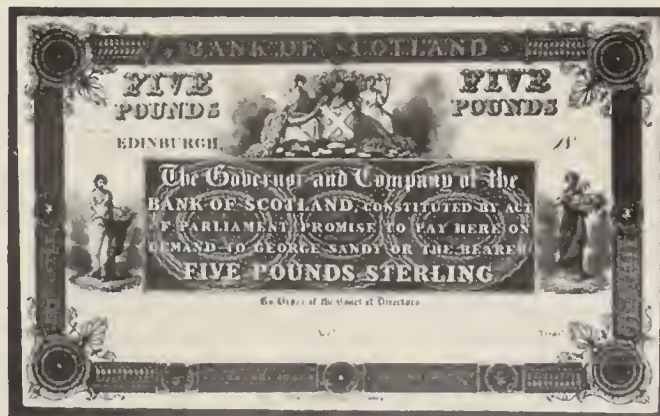 BANK OF SCOTLAND
FIVE POUNDS
FIVE POUNDS
EDINBURGH,
Nº
The Governor and Company of the
BANK OF SCOTLAND, CONSTITUTED BY ACT
OF PARLIAMENT, PROMISE TO PAY HERE ON
DEMAND TO GEORGE SANDY OR THE BEARER
FIVE POUNDS STERLING
By Order of the Court of Directors